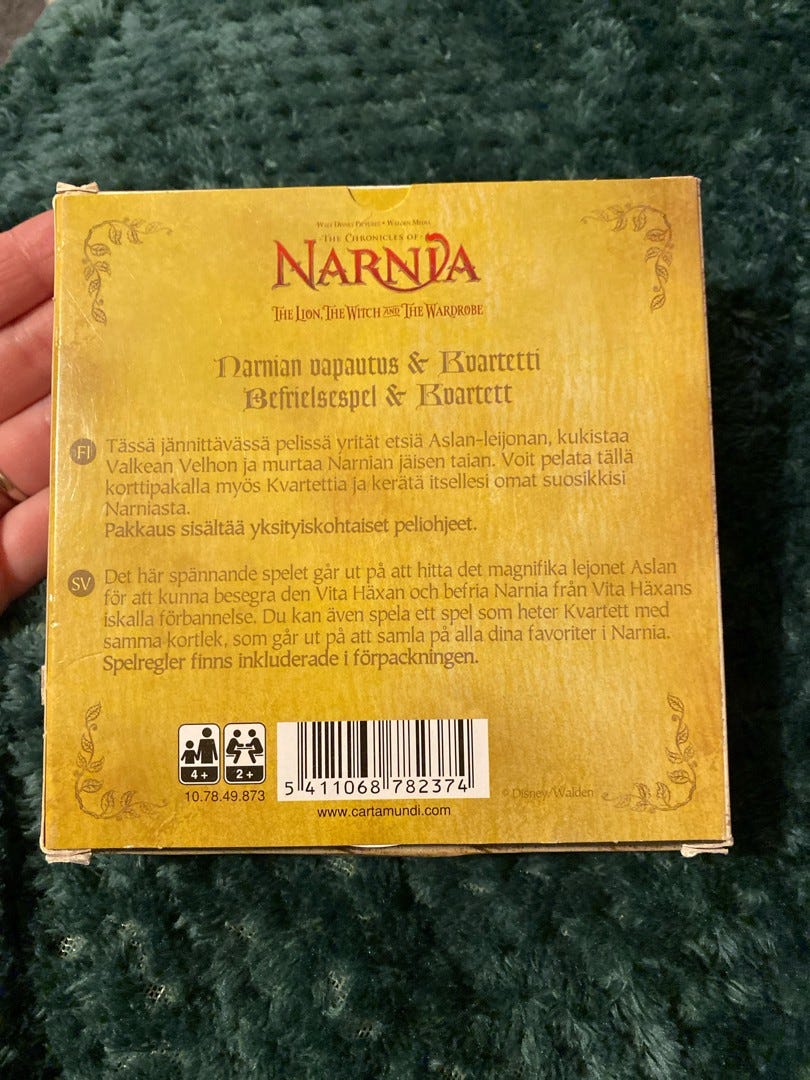 WALT DISNEY PICTURES • WALDEN MEDIA
THE CHRONICLES OF
NARNIA
THE LION, THE WITCH AND THE WARDROBE
Narnian vapautus & Kvartetti
Befrielsespel & Kvartett
FI
Tässä jännittävässä pelissä yrität etsiä Aslan-leijonan, kukistaa
Valkean Velhon ja murtaa Narnian jäisen taian. Voit pelata tällä
korttipakalla myös Kvartettia ja kerätä itsellesi omat suosikkisi
Narniasta.
Pakkaus sisältää yksityiskohtaiset peliohjeet.
SV
Det här spännande spelet går ut på att hitta det magnifika lejonet Aslan
för att kunna besegra den Vita Häxan och befria Narnia från Vita Häxans
iskalla förbannelse. Du kan även spela ett spel som heter Kvartett med
samma kortlek, som går ut på att samla på alla dina favoriter i Narnia.
Spelregler finns inkluderade i förpackningen.
4+ 2+
10.78.49.873
5 411068 782374
www.cartamundi.com
© Disney/Walden